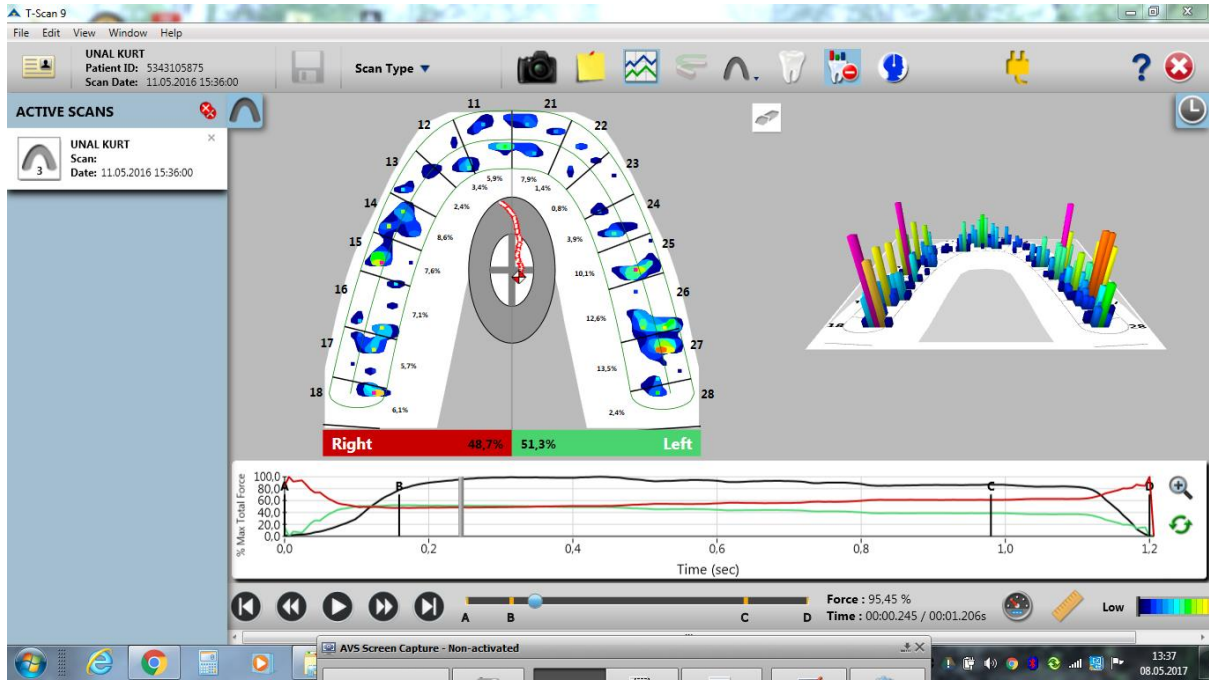 T-Scan 9
File Edit View Window Help
UNAL KURT
Patient ID: 5343105875
Scan Date: 11.05.2016 15:36:00
Scan Type
ACTIVE SCANS
UNAL KURT
Scan:
Date: 11.05.2016 15:36:00
3
11 21
12 22
13 23
14 24
15 25
16 26
17 27
18 28
5,9% 7,9%
3,4% 1,4%
2,4% 0,8%
8,6% 3,9%
7,6% 10,1%
7,1% 12,6%
5,7% 13,5%
6,1% 2,4%
18 28
Right 48,7% 51,3% Left
% Max Total Force
100.0
80,0
60.0
40.0
20.0
0.0
A B C D
0,0 0,2 0,4 0,6 0,8 1,0 1,2
Time (sec)
A B C D
Force : 95,45 %
Time : 00:00.245 / 00:01.206s
Low
AVS Screen Capture - Non-activated
13:37
08.05.2017